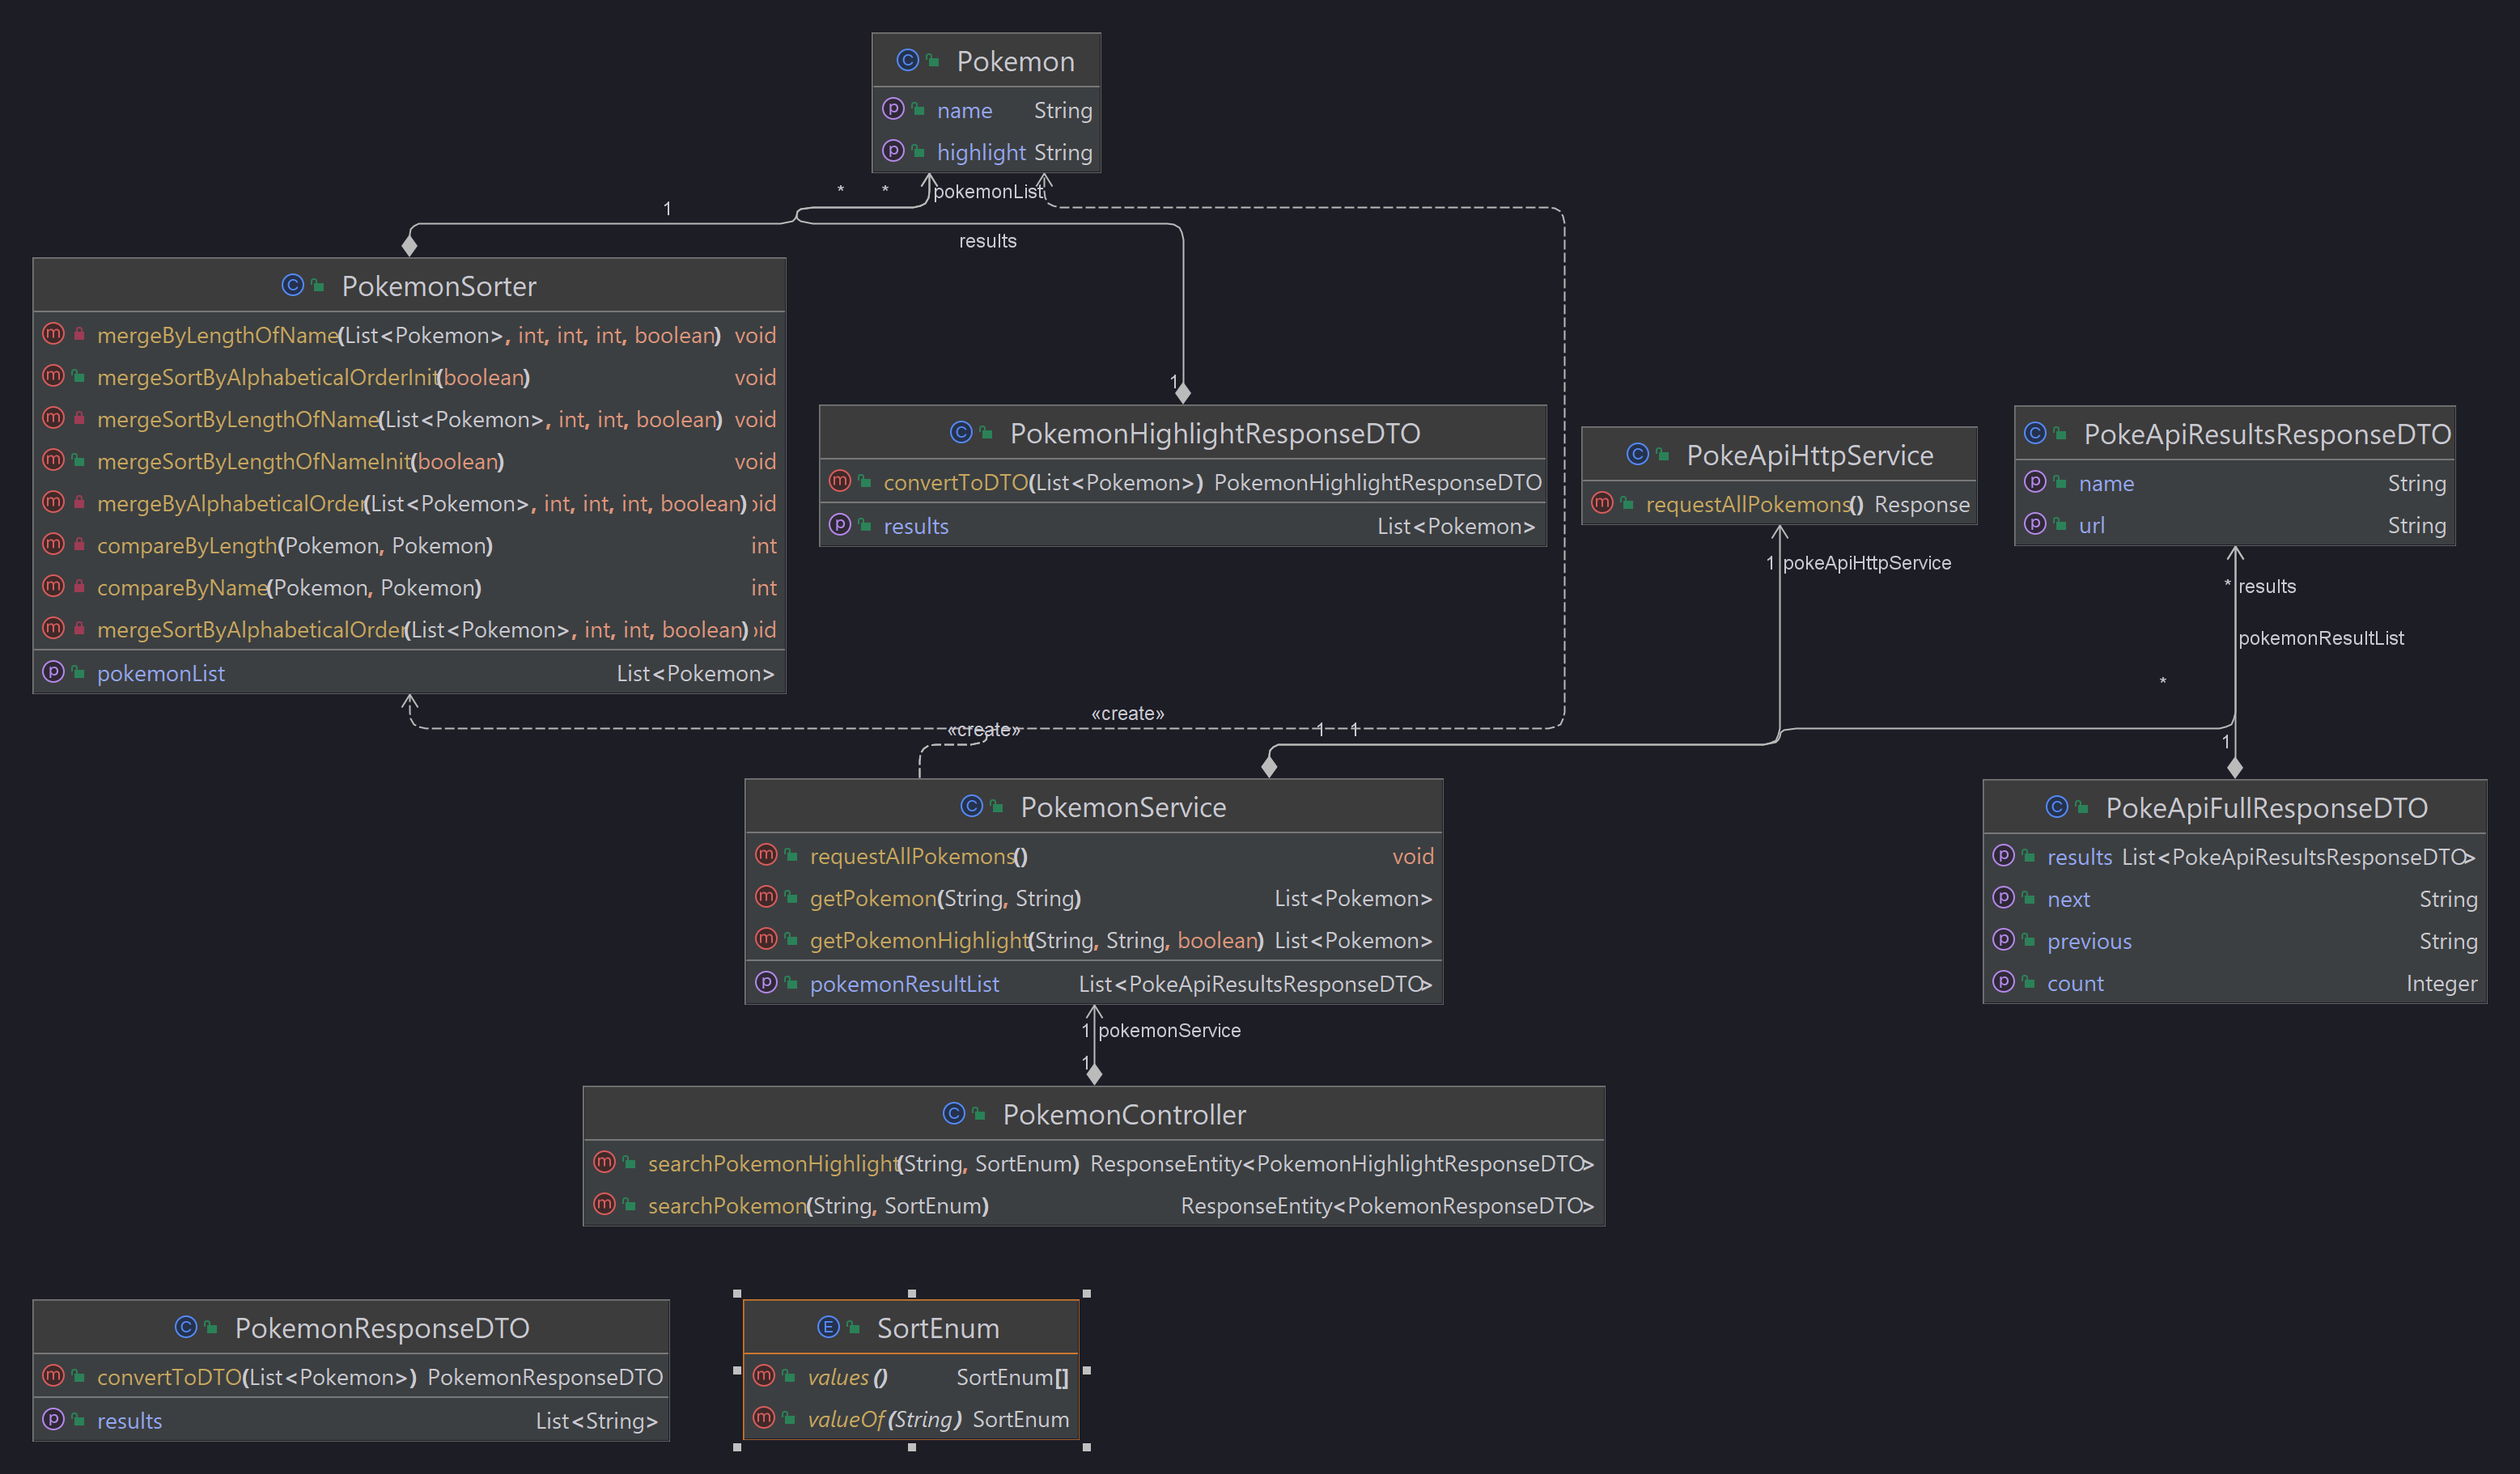 Pokemon
name String
highlight String
* * pokemonList
1
results
PokemonSorter
mergeByLengthOfName(List<Pokemon>, int, int, int, boolean) void
mergeSortByAlphabeticalOrderInit(boolean) void
mergeSortByLengthOfName(List<Pokemon>, int, int, boolean) void
mergeSortByLengthOfNameInit(boolean) void
mergeByAlphabeticalOrder(List<Pokemon>, int, int, int, boolean) id
compareByLength(Pokemon, Pokemon) int
compareByName(Pokemon, Pokemon) int
mergeSortByAlphabeticalOrder(List<Pokemon>, int, int, boolean) id
pokemonList List<Pokemon>
1
PokemonHighlightResponseDTO
convertToDTO(List<Pokemon>) PokemonHighlightResponseDTO
results List<Pokemon>
PokeApiHttpService
requestAllPokemons() Response
1 pokeApiHttpService
PokeApiResultsResponseDTO
name String
url String
* results
pokemonResultList
*
«create»
«create»
1 1
1
PokemonService
requestAllPokemons() void
getPokemon(String, String) List<Pokemon>
getPokemonHighlight(String, String, boolean) List<Pokemon>
pokemonResultList List<PokeApiResultsResponseDTO>
PokeApiFullResponseDTO
results List<PokeApiResultsResponseDTO>
next String
previous String
count Integer
1 pokemonService
1
PokemonController
searchPokemonHighlight(String, SortEnum) ResponseEntity<PokemonHighlightResponseDTO>
searchPokemon(String, SortEnum) ResponseEntity<PokemonResponseDTO>
PokemonResponseDTO
convertToDTO(List<Pokemon>) PokemonResponseDTO
results List<String>
SortEnum
values() SortEnum[]
valueOf(String) SortEnum